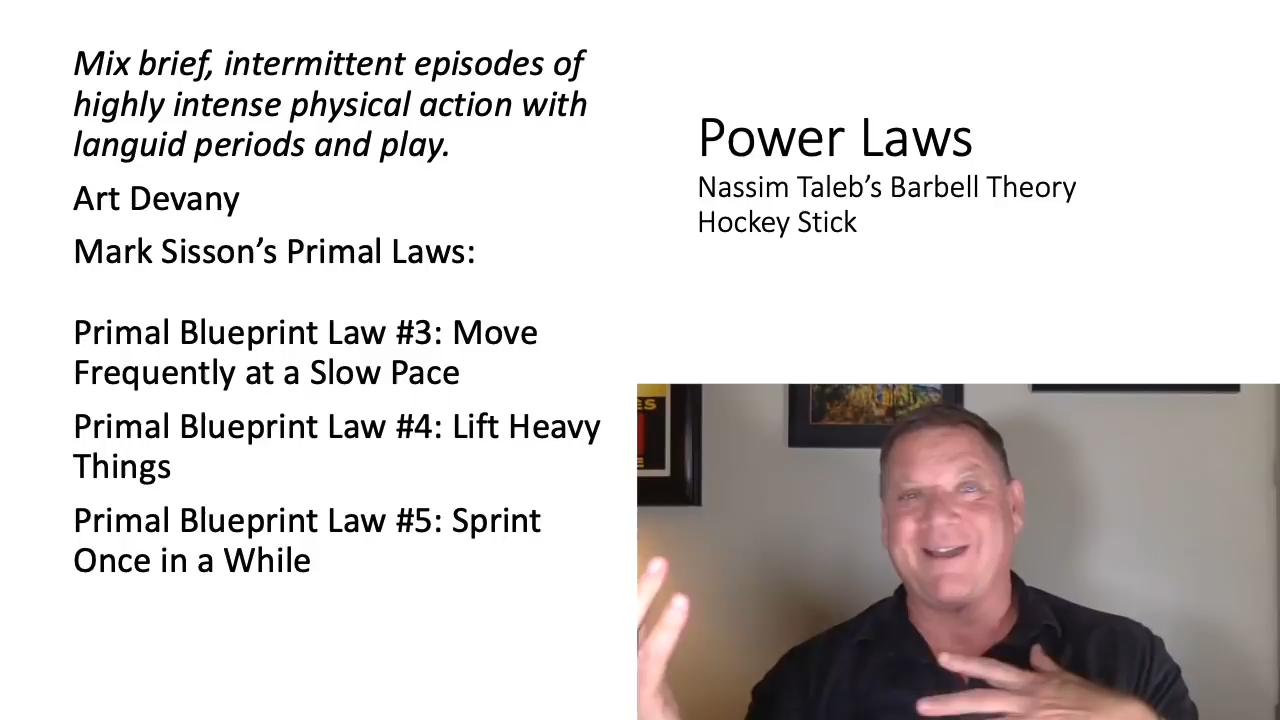 Mix brief, intermittent episodes of
highly intense physical action with
languid periods and play.
Art Devany
Mark Sisson’s Primal Laws:
Primal Blueprint Law #3: Move
Frequently at a Slow Pace
Primal Blueprint Law #4: Lift Heavy
Things
Primal Blueprint Law #5: Sprint
Once in a While
Power Laws
Nassim Taleb’s Barbell Theory
Hockey Stick